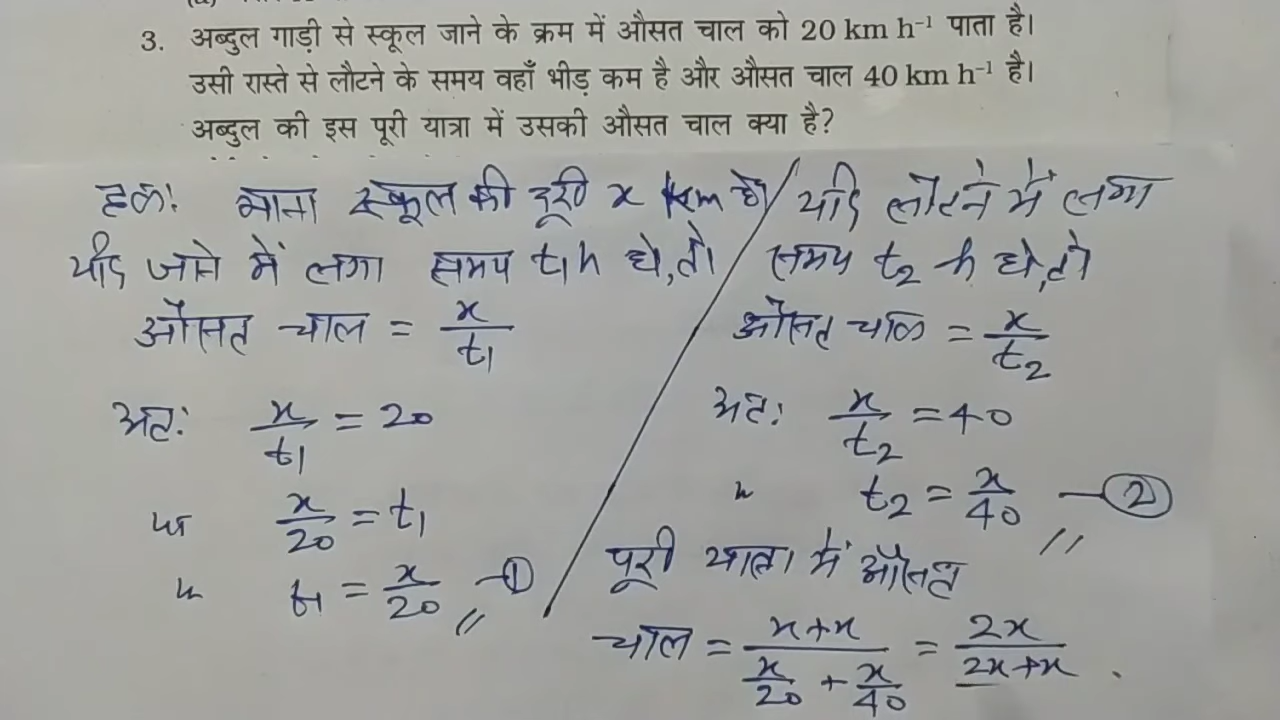 3. अब्दुल गाड़ी से स्कूल जाने के क्रम में औसत चाल को 20 km h⁻¹ पाता है।
उसी रास्ते से लौटने के समय वहाँ भीड़ कम है और औसत चाल 40 km h⁻¹ है।
अब्दुल की इस पूरी यात्रा में उसकी औसत चाल क्या है?
हल: माना स्कूल की दूरी x km है।
यदि जाने में लगा समय t₁h हो, तो
औसत चाल = x/t₁
अतः x/t₁ = 20
या x/20 = t₁
" t₁ = x/20 —①
यदि लौटने में लगा
समय t₂ h हो, तो
औसत चाल = x/t₂
अतः x/t₂ = 40
" t₂ = x/40 —②
पूरी यात्रा में औसत
चाल = x+x / x/20 + x/40 = 2x / 2x+x